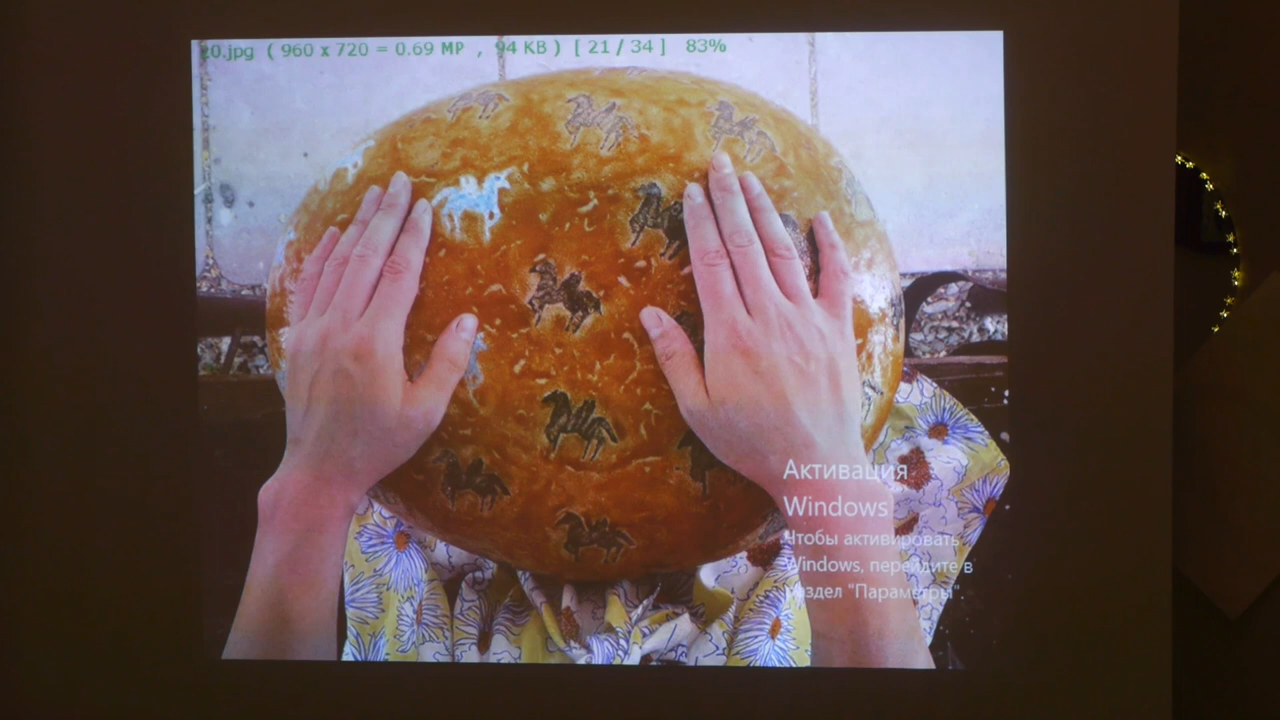 20.jpg ( 960 x 720 = 0.69 MP , 94 KB ) [ 21 / 34 ] 83%
Активация
Windows
Чтобы активировать
Windows, перейдите в
раздел "Параметры".